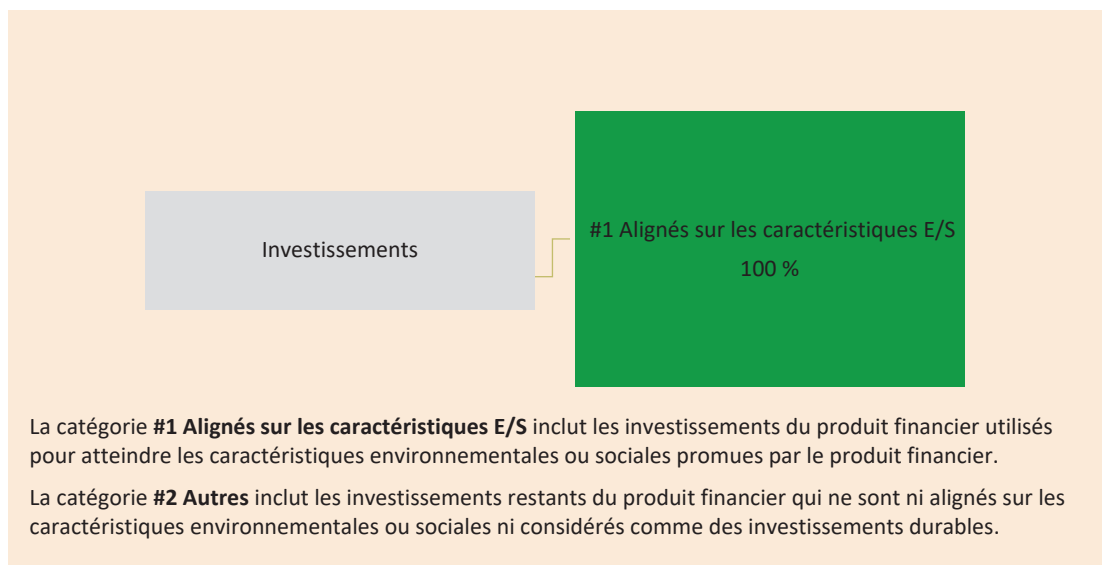 Investissements
#1 Alignés sur les caractéristiques E/S
100 %
La catégorie #1 Alignés sur les caractéristiques E/S inclut les investissements du produit financier utilisés
pour atteindre les caractéristiques environnementales ou sociales promues par le produit financier.
La catégorie #2 Autres inclut les investissements restants du produit financier qui ne sont ni alignés sur les
caractéristiques environnementales ou sociales ni considérés comme des investissements durables.